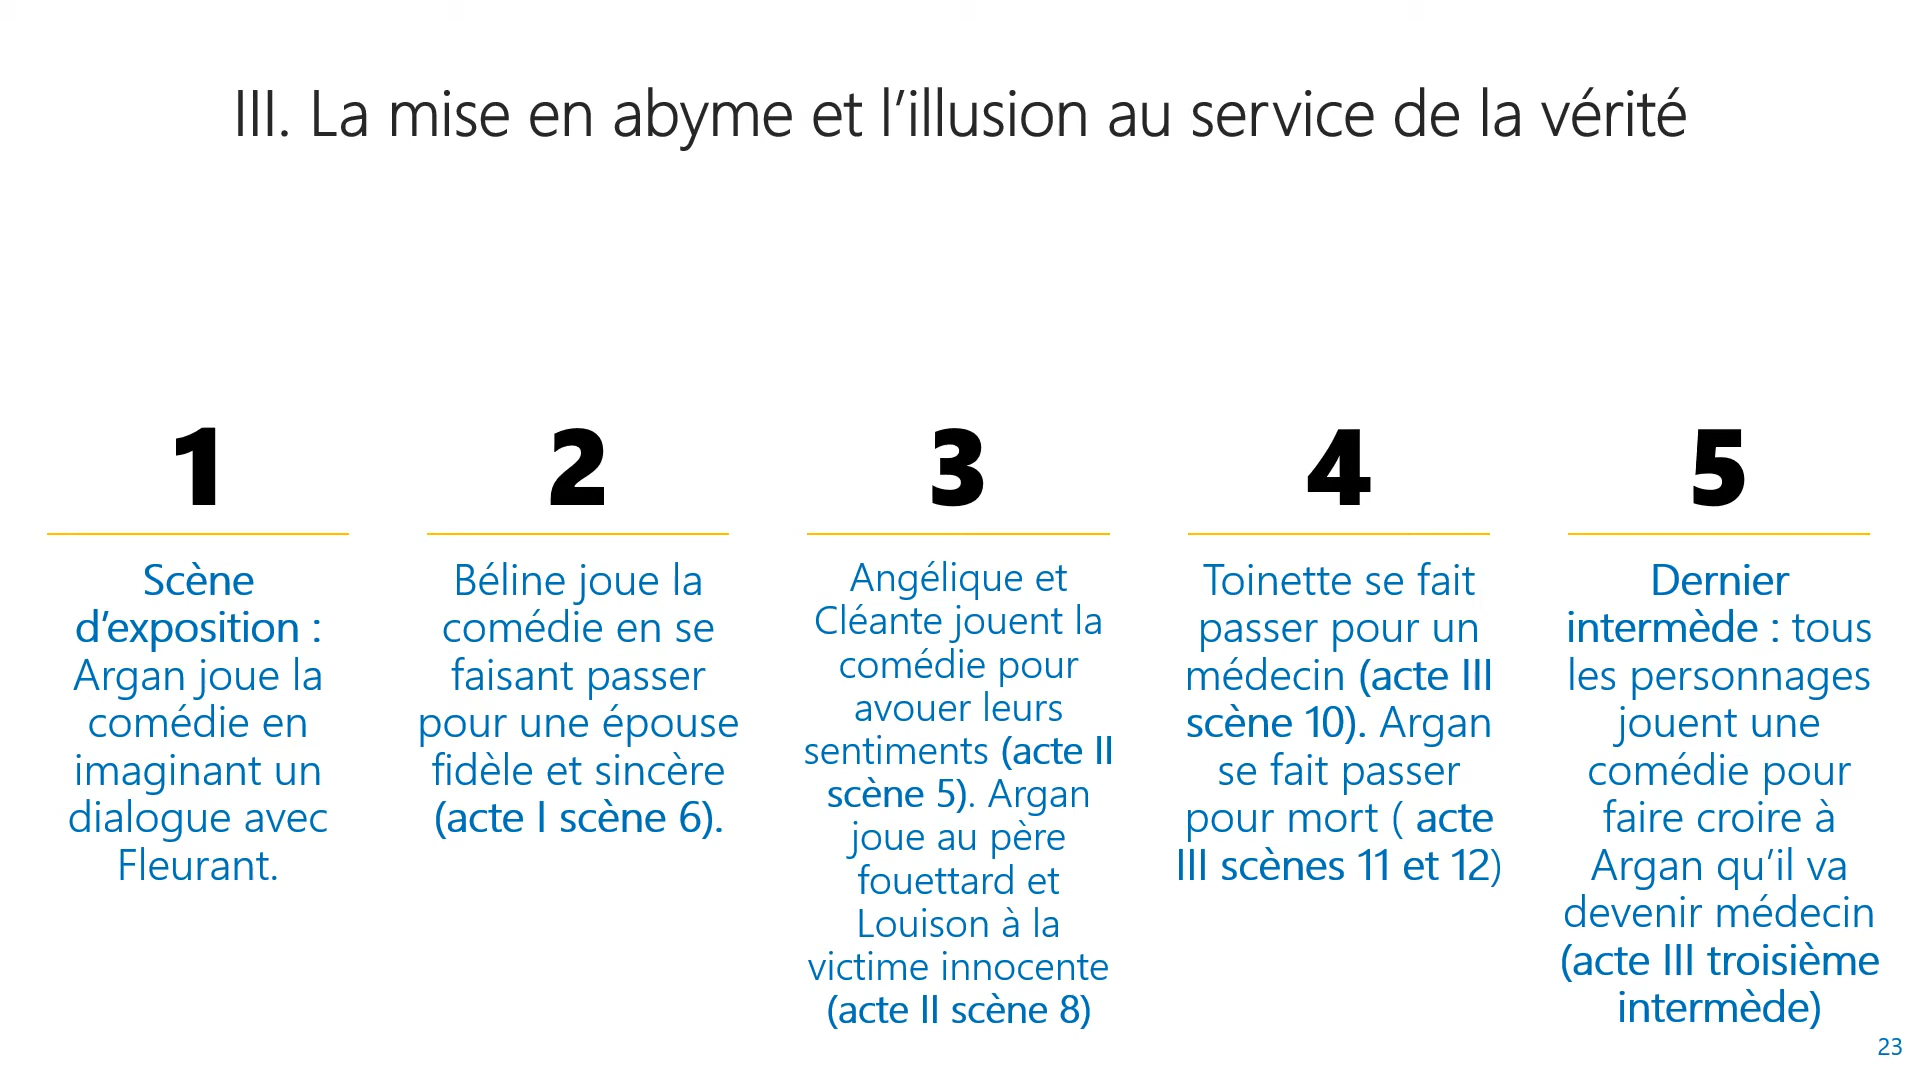 III. La mise en abyme et l’illusion au service de la vérité
1
Scène
d’exposition :
Argan joue la
comédie en
imaginant un
dialogue avec
Fleurant.
2
Béline joue la
comédie en se
faisant passer
pour une épouse
fidèle et sincère
(acte I scène 6).
3
Angélique et
Cléante jouent la
comédie pour
avouer leurs
sentiments (acte II
scène 5). Argan
joue au père
fouettard et
Louison à la
victime innocente
(acte II scène 8)
4
Toinette se fait
passer pour un
médecin (acte III
scène 10). Argan
se fait passer
pour mort ( acte
III scènes 11 et 12)
5
Dernier
intermède : tous
les personnages
jouent une
comédie pour
faire croire à
Argan qu’il va
devenir médecin
(acte III troisième
intermède)
23